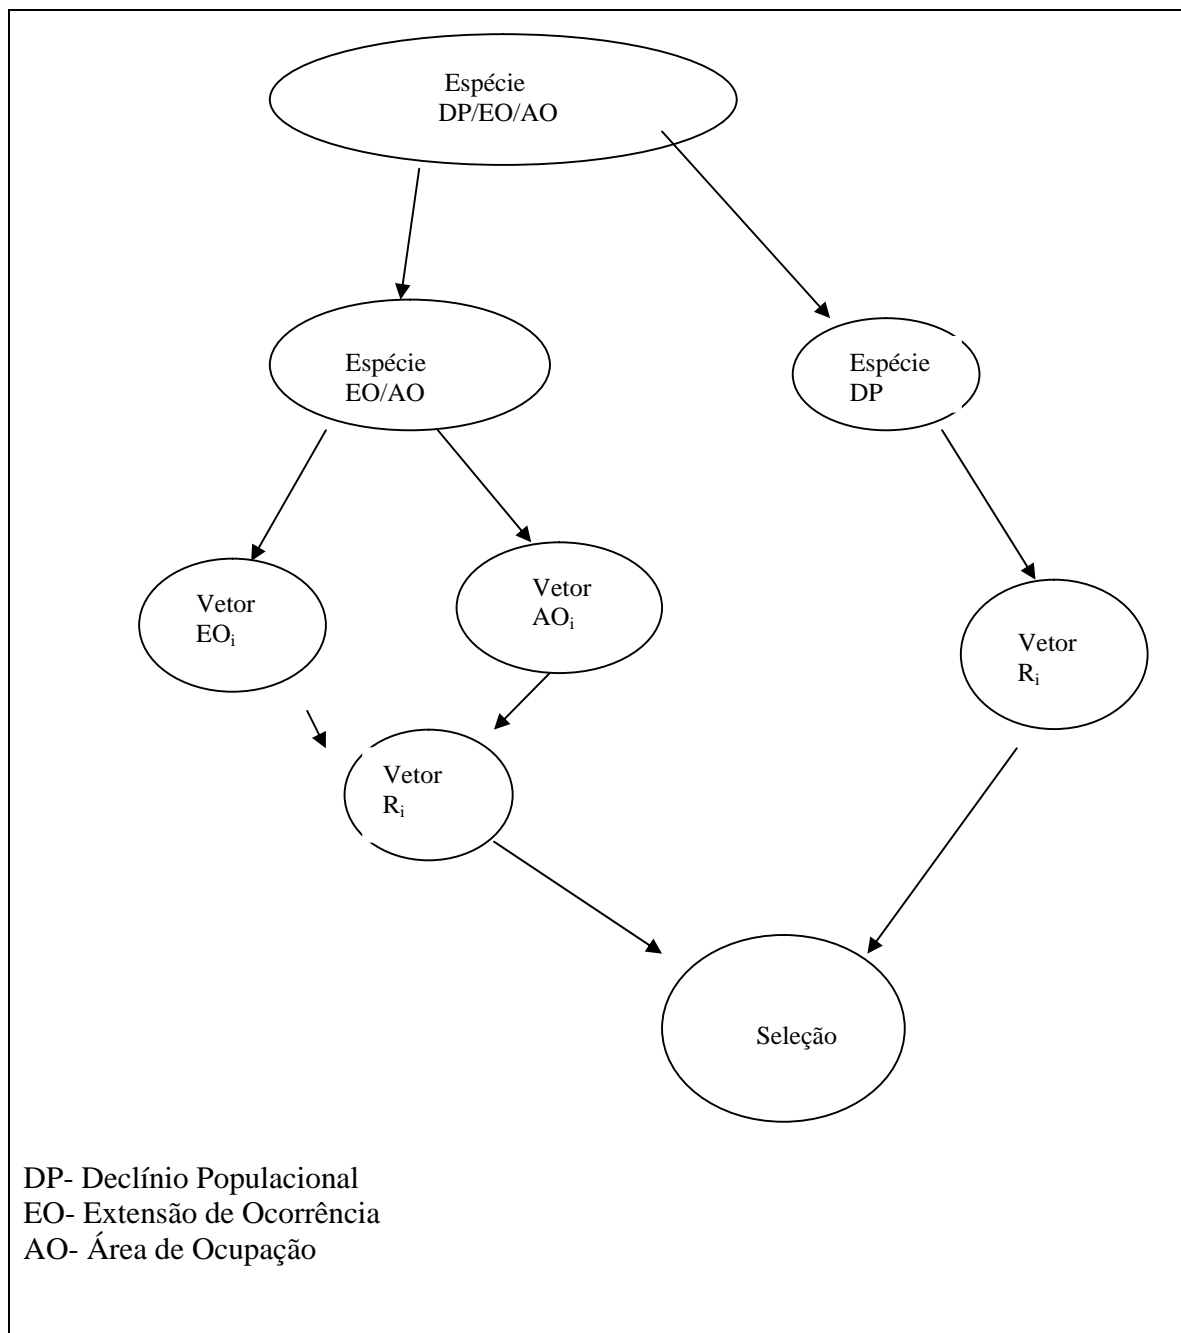 Espécie
DP/EO/AO
Espécie
EO/AO
Espécie
DP
Vetor
EOi
Vetor
AOi
Vetor
Ri
Vetor
Ri
Seleção
DP- Declínio Populacional
EO- Extensão de Ocorrência
AO- Área de Ocupação